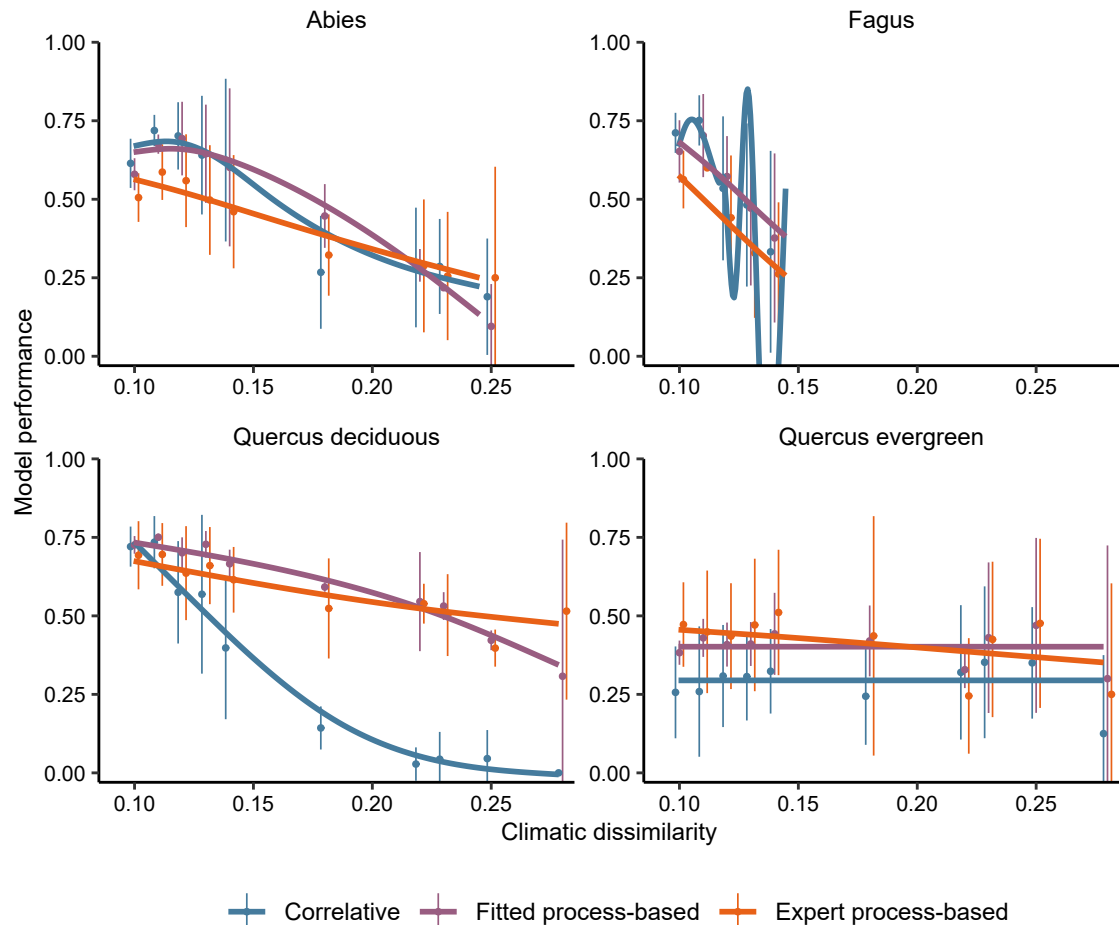 Abies
Fagus
1.00
0.75
0.50
0.25
0.00
0.10 0.15 0.20 0.25
1.00
0.75
0.50
0.25
0.00
0.10 0.15 0.20 0.25
Model performance
Quercus deciduous
Quercus evergreen
1.00
0.75
0.50
0.25
0.00
0.10 0.15 0.20 0.25
1.00
0.75
0.50
0.25
0.00
0.10 0.15 0.20 0.25
Climatic dissimilarity
Correlative Fitted process-based Expert process-based